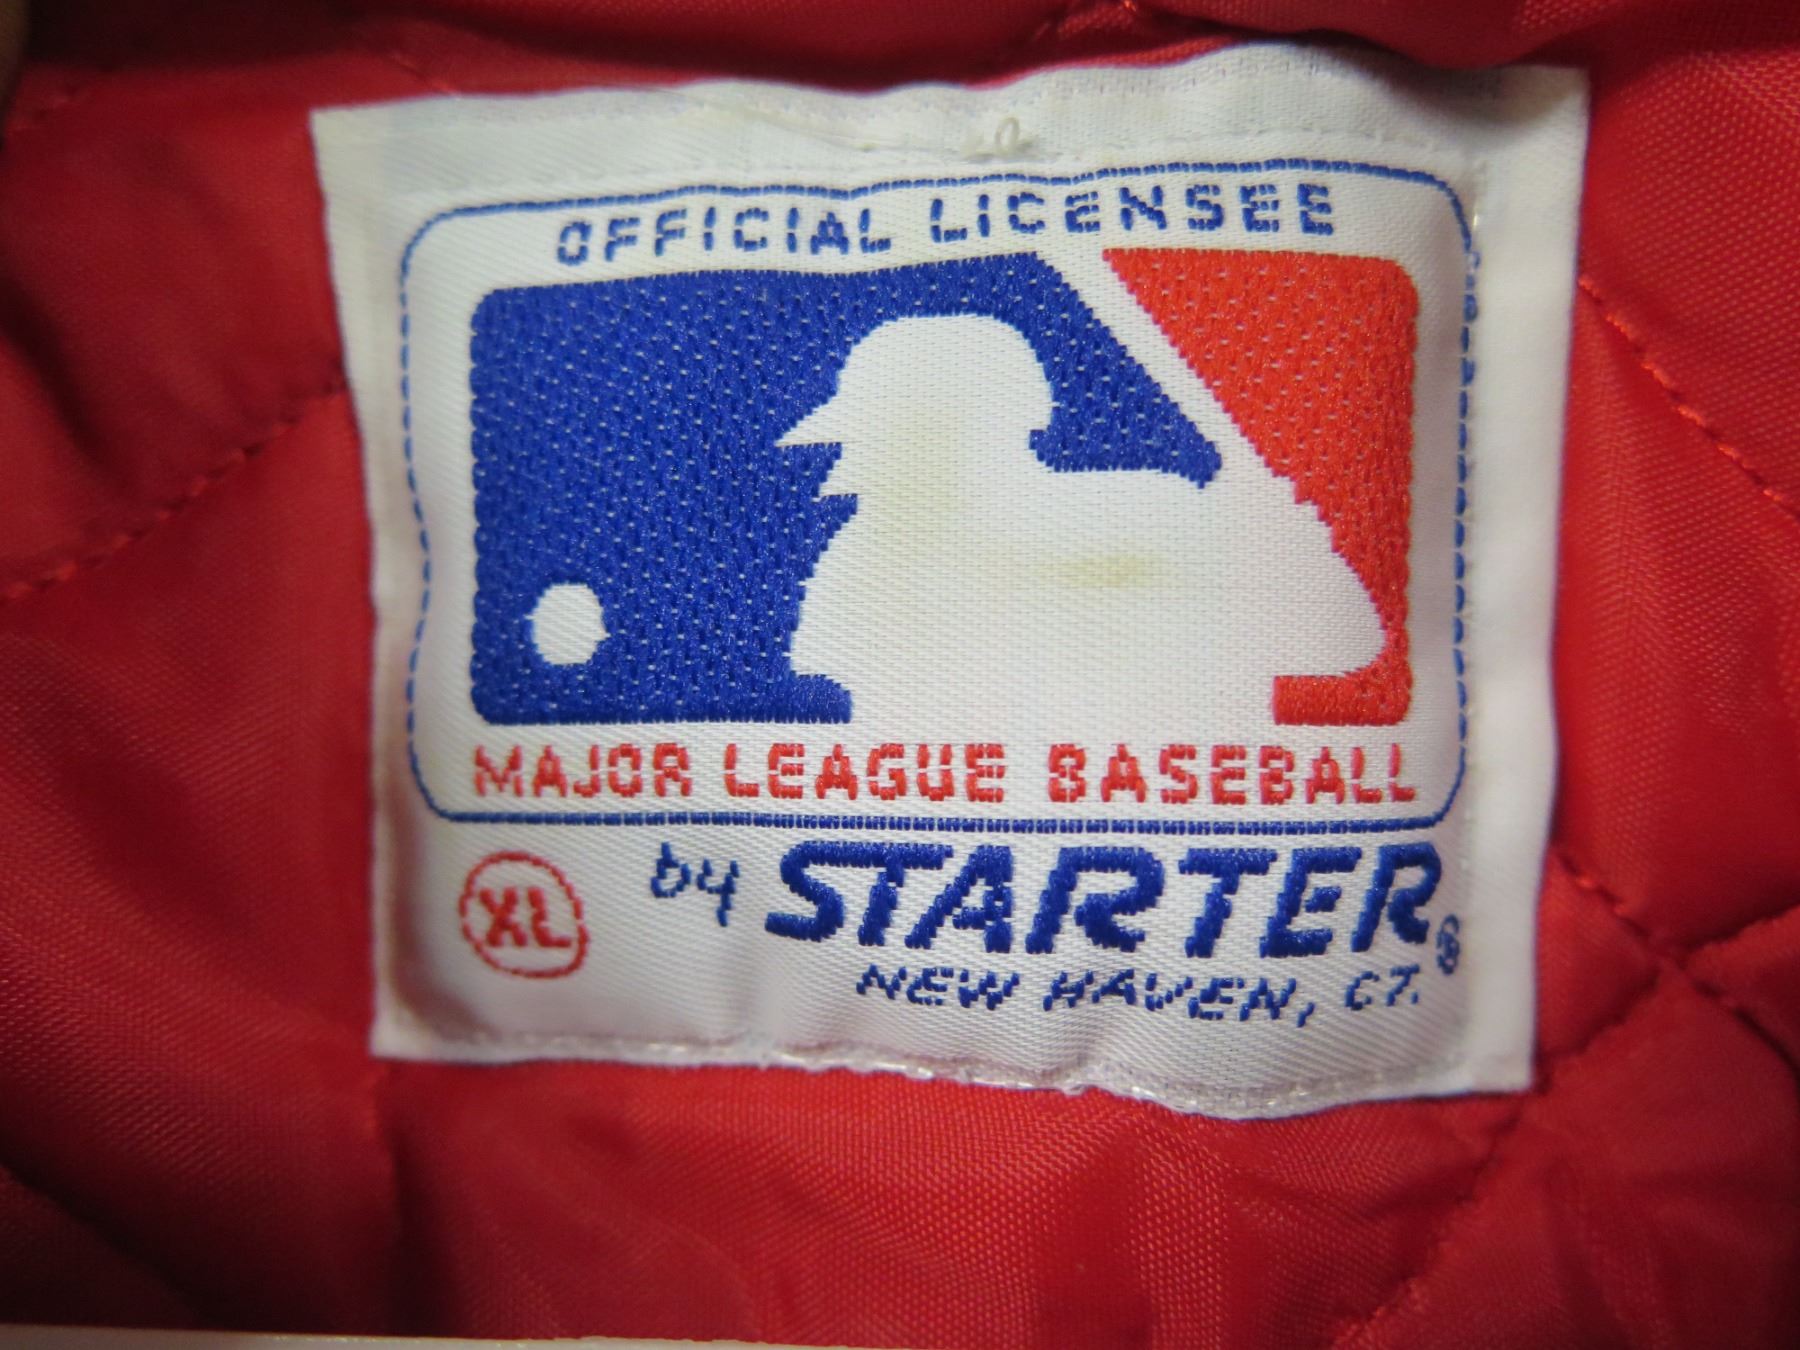 OFFICIAL LICENSEE
MAJOR LEAGUE BASEBALL
XL
by STARTER®
NEW HAVEN, CT.